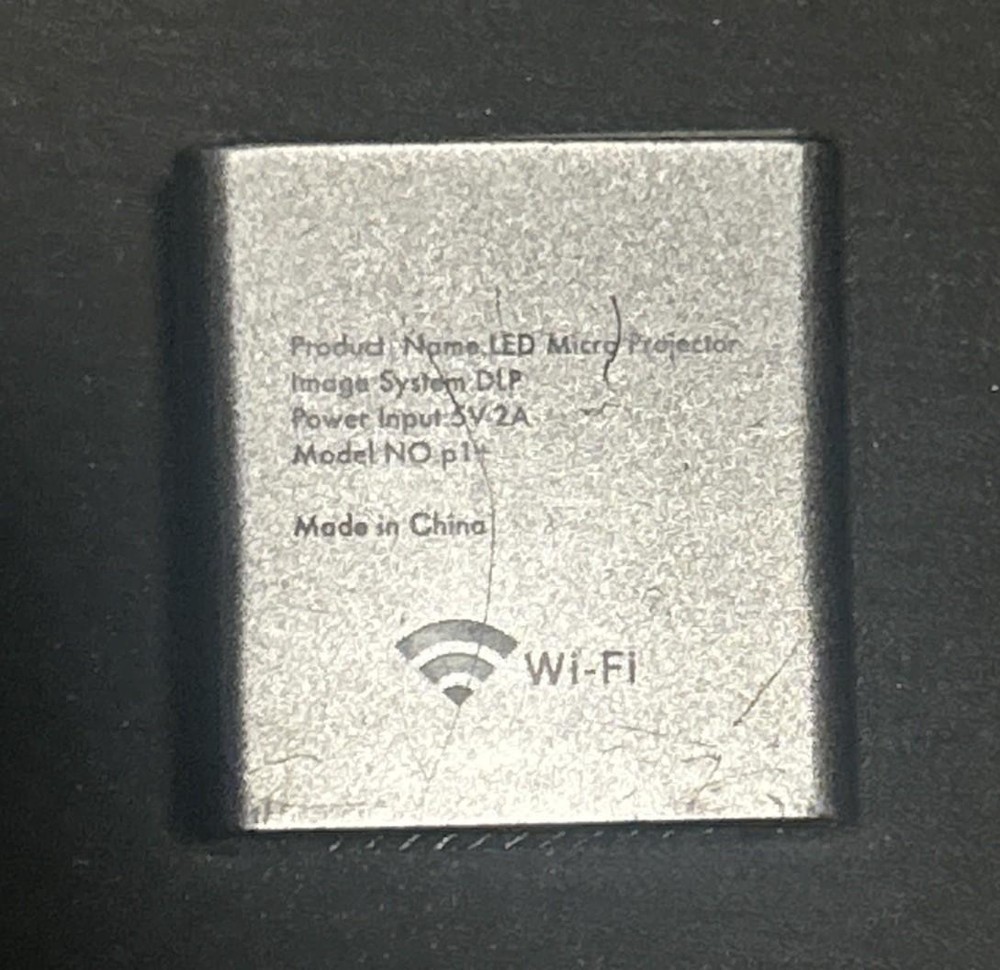 Product Name LED Micro Projector
Image System DLP
Power Input 5V-2A
Model NO p1+
Made in China
Wi-Fi